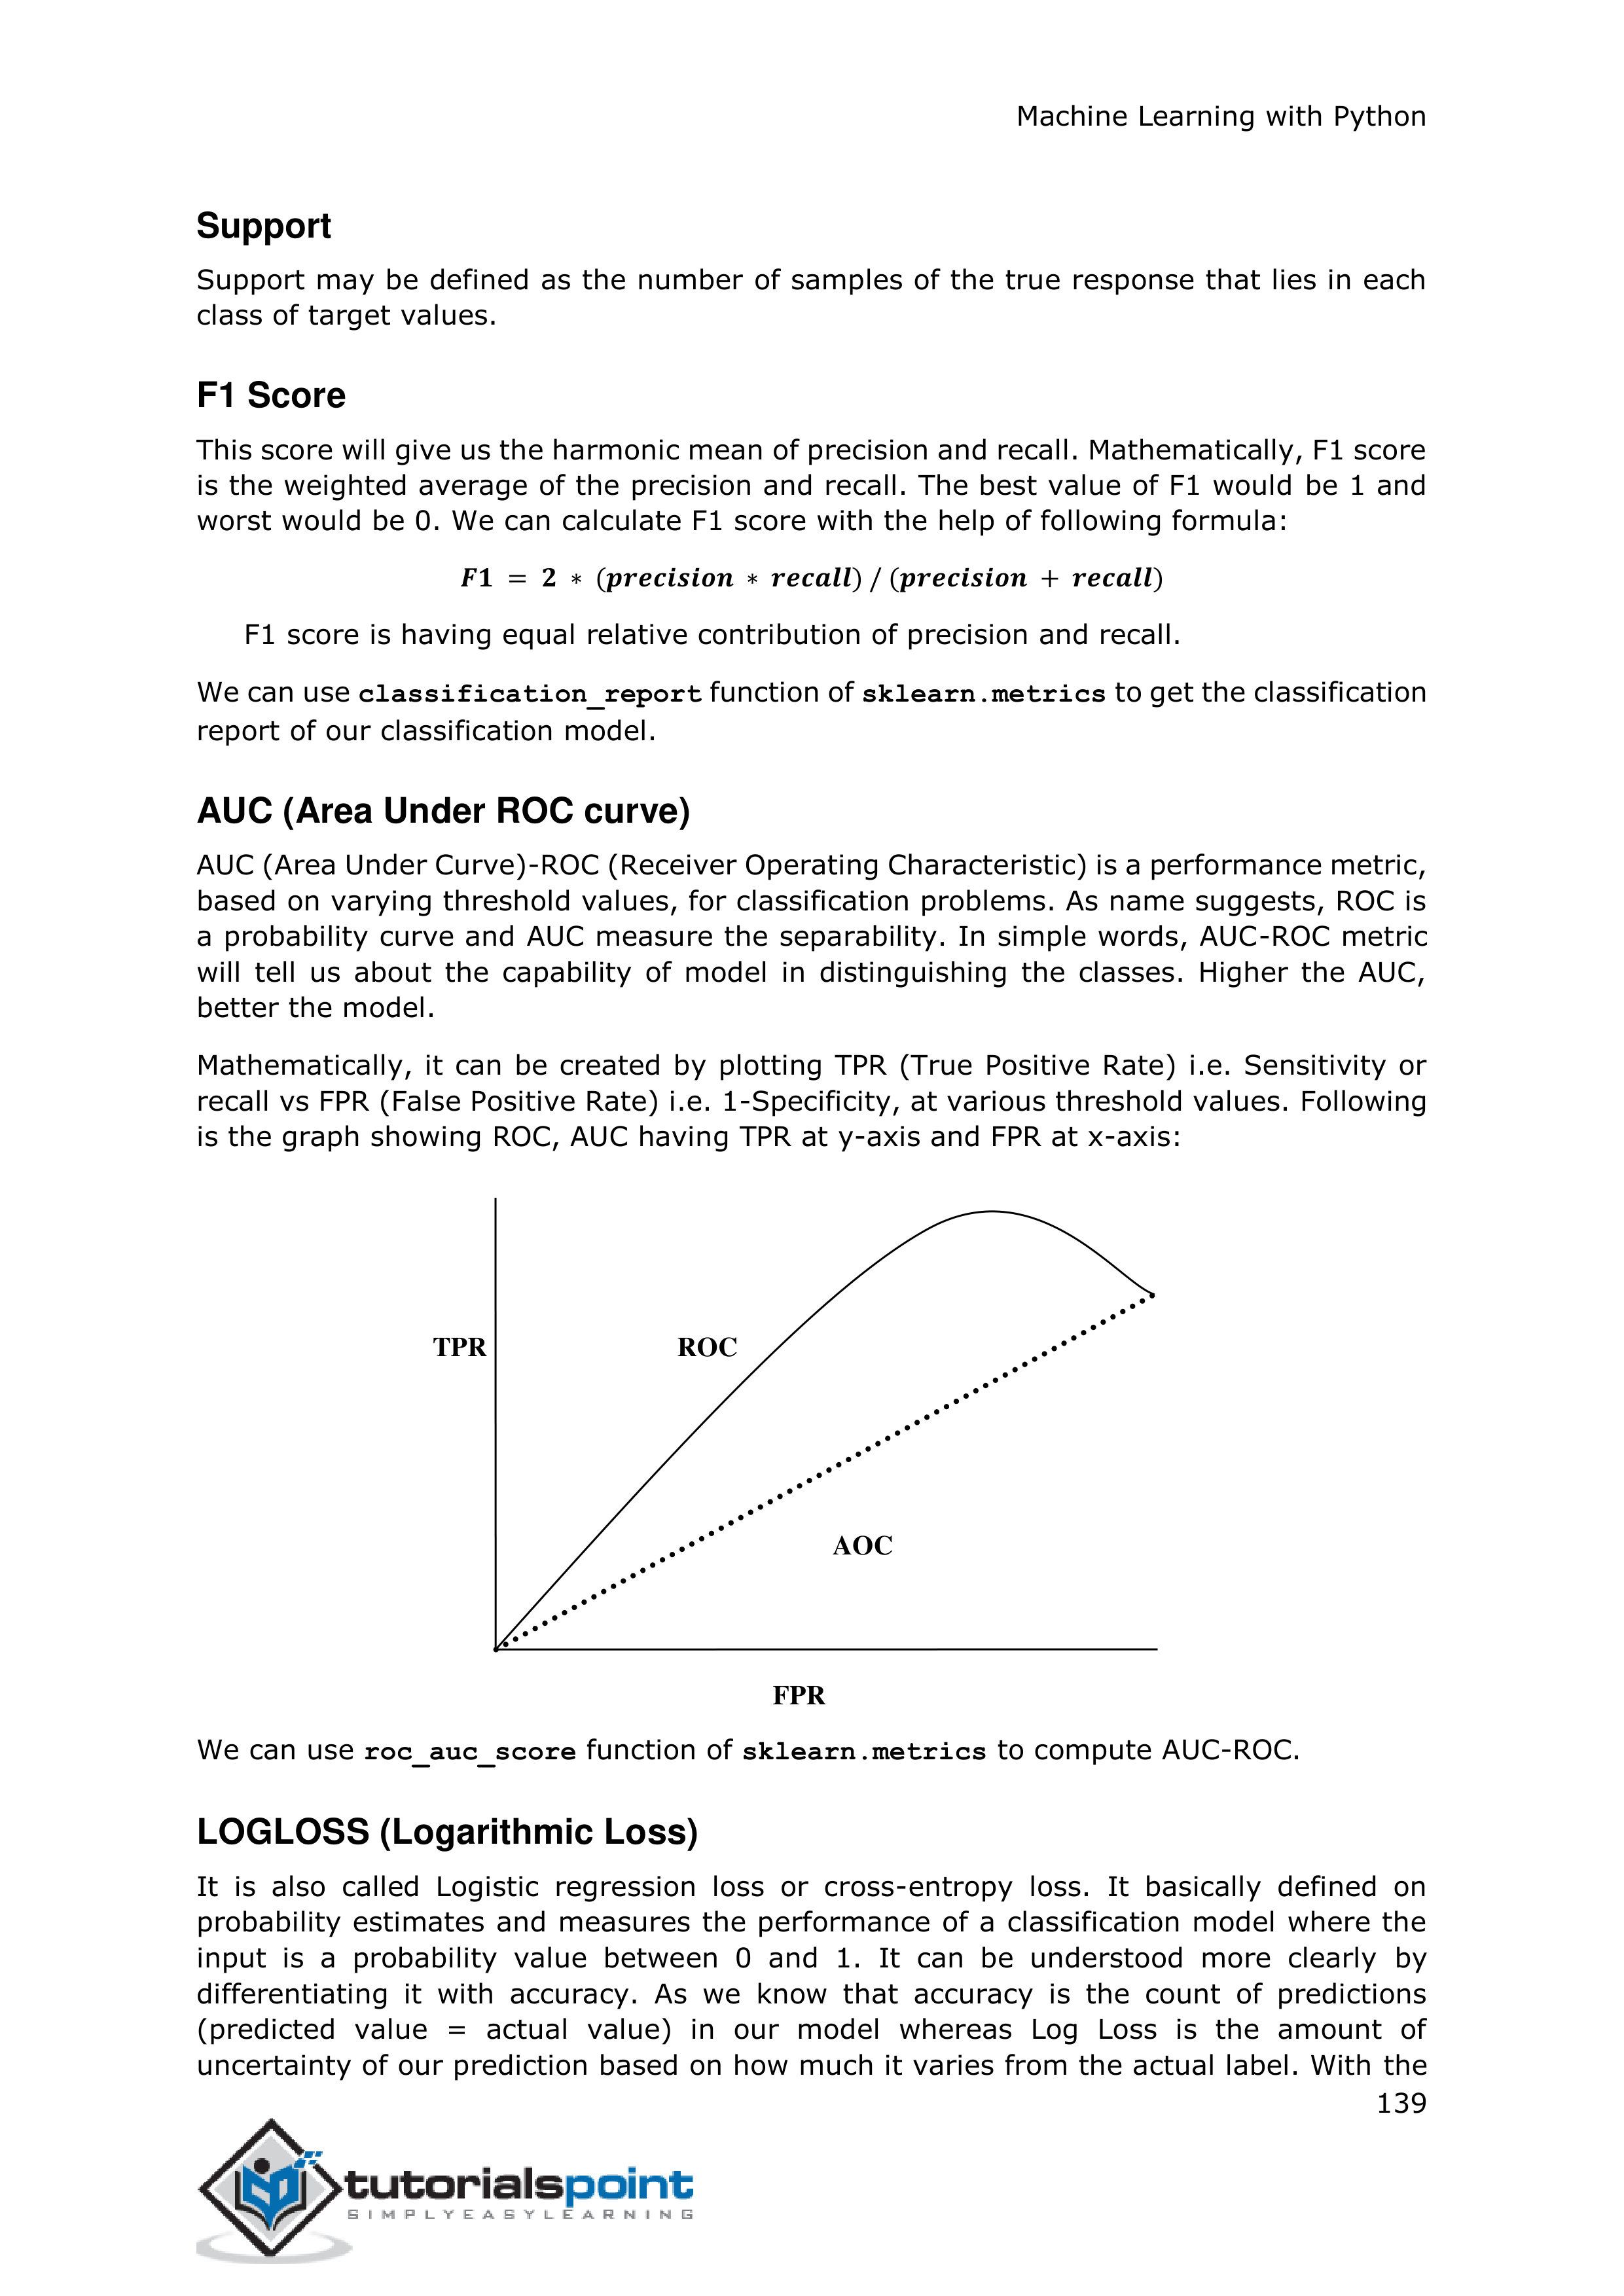 Machine Learning with Python
Support
Support may be defined as the number of samples of the true response that lies in each
class of target values.
F1 Score
This score will give us the harmonic mean of precision and recall. Mathematically, F1 score
is the weighted average of the precision and recall. The best value of F1 would be 1 and
worst would be 0. We can calculate F1 score with the help of following formula:
F1 = 2 ∗ (precision ∗ recall) / (precision + recall)
F1 score is having equal relative contribution of precision and recall.
We can use classification_report function of sklearn.metrics to get the classification
report of our classification model.
AUC (Area Under ROC curve)
AUC (Area Under Curve)-ROC (Receiver Operating Characteristic) is a performance metric,
based on varying threshold values, for classification problems. As name suggests, ROC is
a probability curve and AUC measure the separability. In simple words, AUC-ROC metric
will tell us about the capability of model in distinguishing the classes. Higher the AUC,
better the model.
Mathematically, it can be created by plotting TPR (True Positive Rate) i.e. Sensitivity or
recall vs FPR (False Positive Rate) i.e. 1-Specificity, at various threshold values. Following
is the graph showing ROC, AUC having TPR at y-axis and FPR at x-axis:
TPR ROC
AOC
FPR
We can use roc_auc_score function of sklearn.metrics to compute AUC-ROC.
LOGLOSS (Logarithmic Loss)
It is also called Logistic regression loss or cross-entropy loss. It basically defined on
probability estimates and measures the performance of a classification model where the
input is a probability value between 0 and 1. It can be understood more clearly by
differentiating it with accuracy. As we know that accuracy is the count of predictions
(predicted value = actual value) in our model whereas Log Loss is the amount of
uncertainty of our prediction based on how much it varies from the actual label. With the
139
tutorialspoint
SIMPLYEASYLEARNING